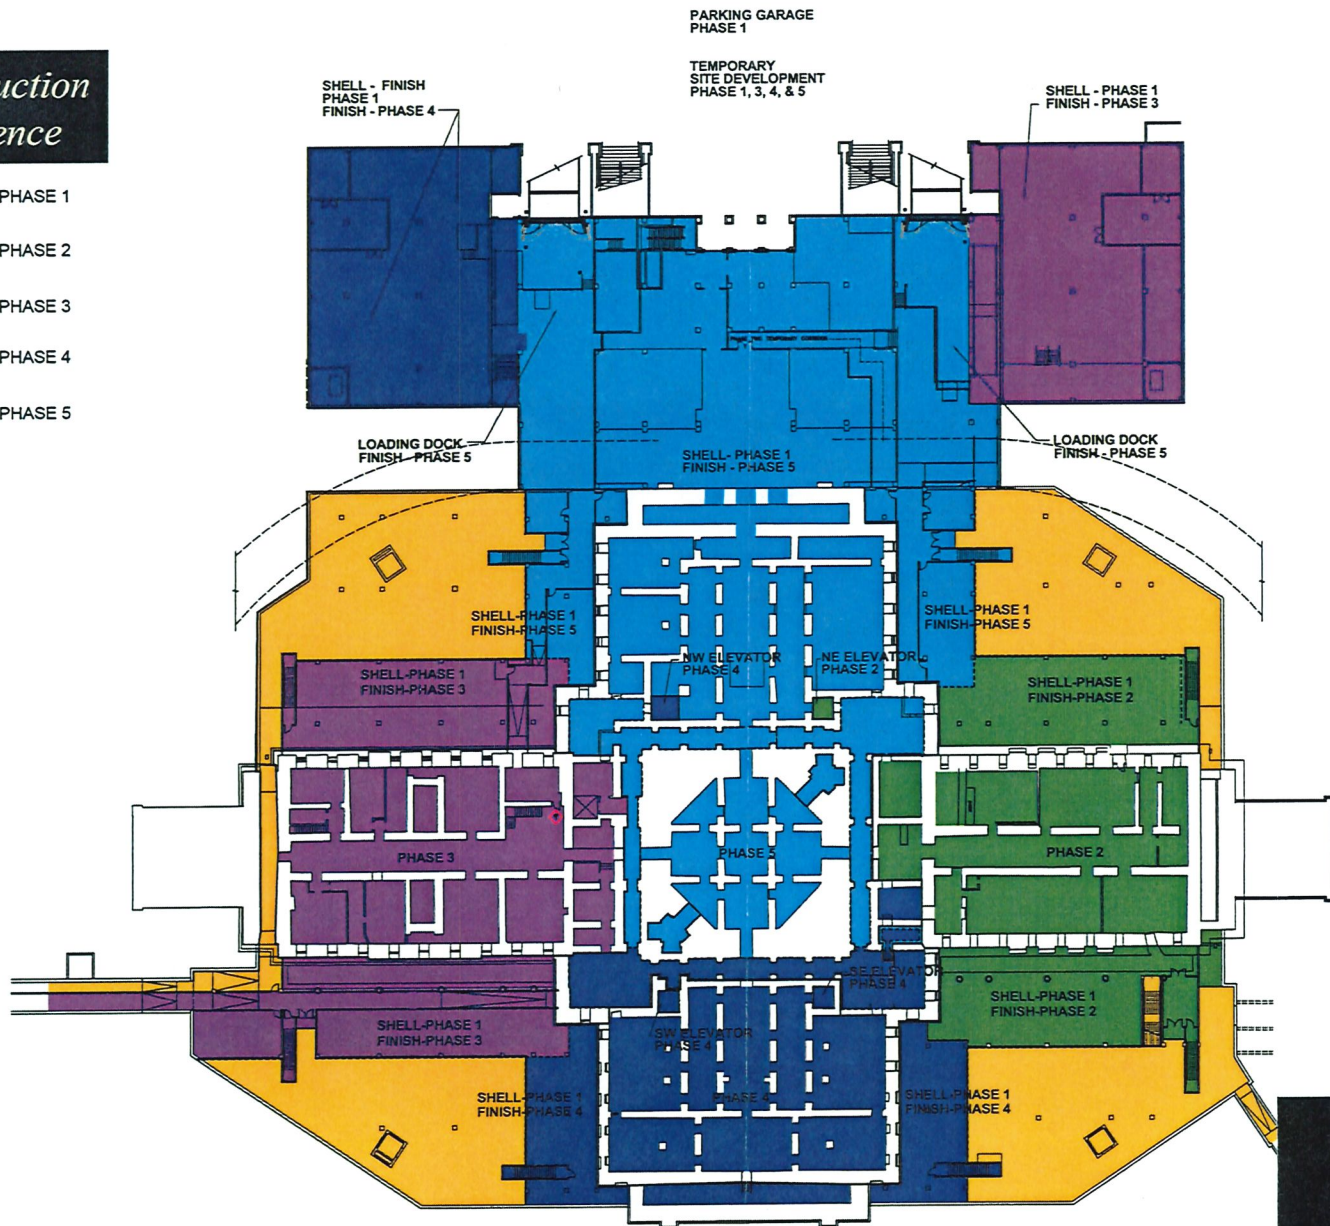 PARKING GARAGE
PHASE 1
TEMPORARY
SITE DEVELOPMENT
PHASE 1, 3, 4, & 5
uction
ence
PHASE 1
PHASE 2
PHASE 3
PHASE 4
PHASE 5
SHELL - FINISH
PHASE 1
FINISH - PHASE 4
SHELL - PHASE 1
FINISH - PHASE 3
LOADING DOCK
FINISH - PHASE 5
SHELL- PHASE 1
FINISH - PHASE 5
LOADING DOCK
FINISH - PHASE 5
SHELL-PHASE 1
FINISH-PHASE 5
SHELL-PHASE 1
FINISH-PHASE 5
NW ELEVATOR
PHASE 4
NE ELEVATOR
PHASE 2
SHELL-PHASE 1
FINISH-PHASE 3
SHELL-PHASE 1
FINISH-PHASE 2
PHASE 3
PHASE 5
PHASE 2
SE ELEVATOR
PHASE 4
SHELL-PHASE 1
FINISH-PHASE 2
SHELL-PHASE 1
FINISH-PHASE 3
SW ELEVATOR
PHASE 4
SHELL-PHASE 1
FINISH-PHASE 4
PHASE 4
SHELL-PHASE 1
FINISH-PHASE 4